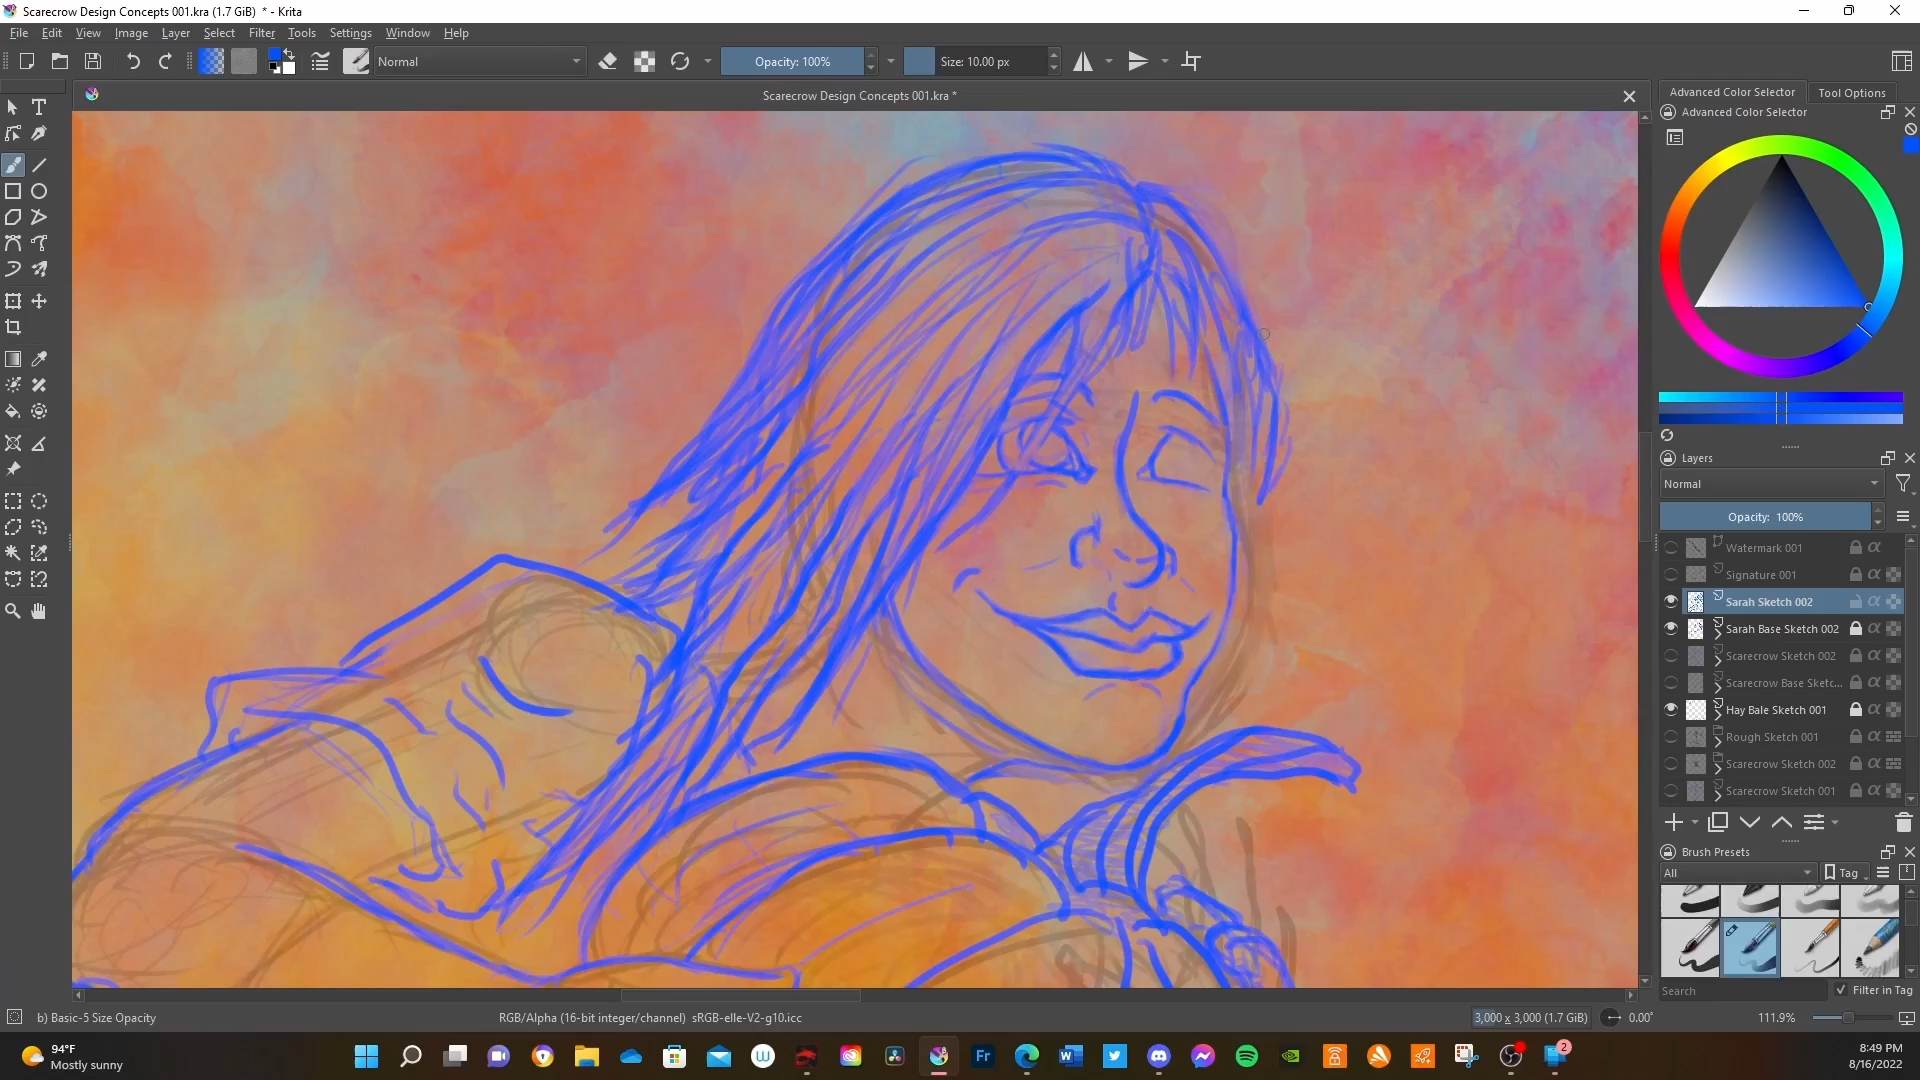 Scarecrow Design Concepts 001.kra (1.7 GiB) * - Krita
File Edit View Image Layer Select Filter Tools Settings Window Help
Normal
Opacity: 100%
Size: 10.00 px
Scarecrow Design Concepts 001.kra *
Advanced Color Selector
Tool Options
Advanced Color Selector
Layers
Normal
Opacity: 100%
Watermark 001
Signature 001
Sarah Sketch 002
Sarah Base Sketch 002
Scarecrow Sketch 002
Scarecrow Base Sketc...
Hay Bale Sketch 001
Rough Sketch 001
Scarecrow Sketch 002
Scarecrow Sketch 001
Brush Presets
All
Tag
Search
Filter in Tag
b) Basic-5 Size Opacity
RGB/Alpha (16-bit integer/channel) sRGB-elle-V2-g10.icc
3,000 x 3,000 (1.7 GiB)
0.00°
111.9%
94°F
Mostly sunny
Fr
W
2
8:49 PM
8/16/2022